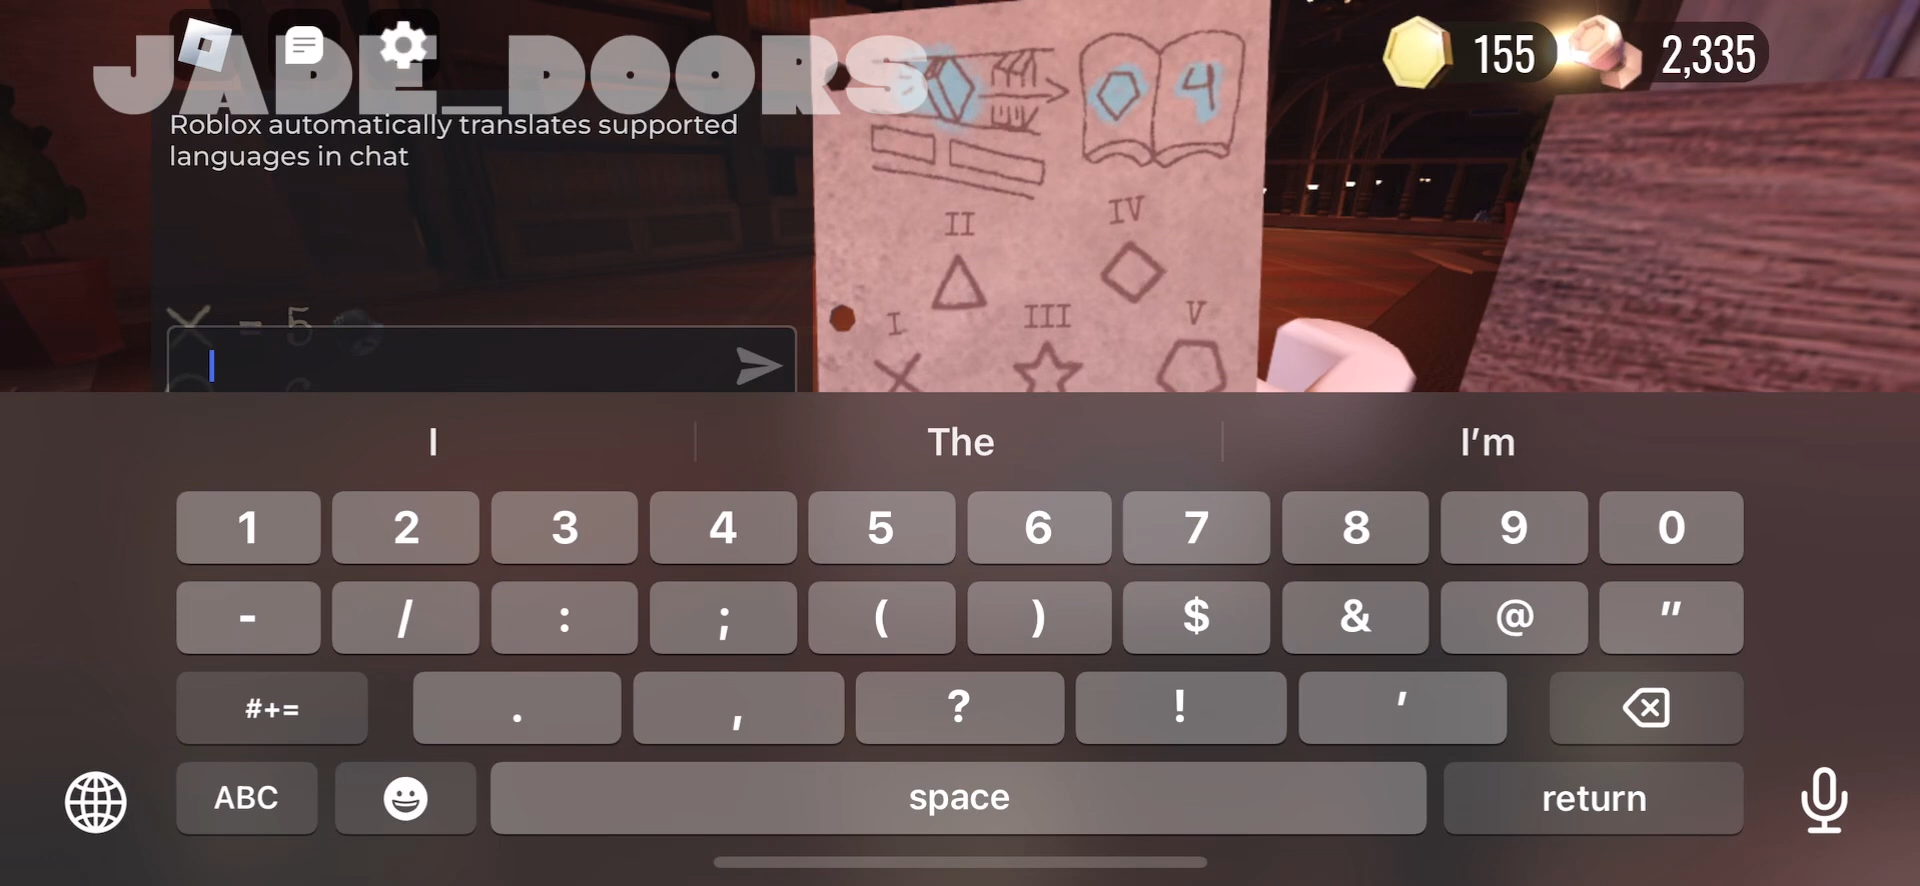 JADE_DOORS
155
2,335
Roblox automatically translates supported
languages in chat
4
II
IV
I
III
V
X = 5
I
The
I'm
1 2 3 4 5 6 7 8 9 0
- / : ; ( ) $ & @ "
#+= . , ? ! '
ABC
space
return